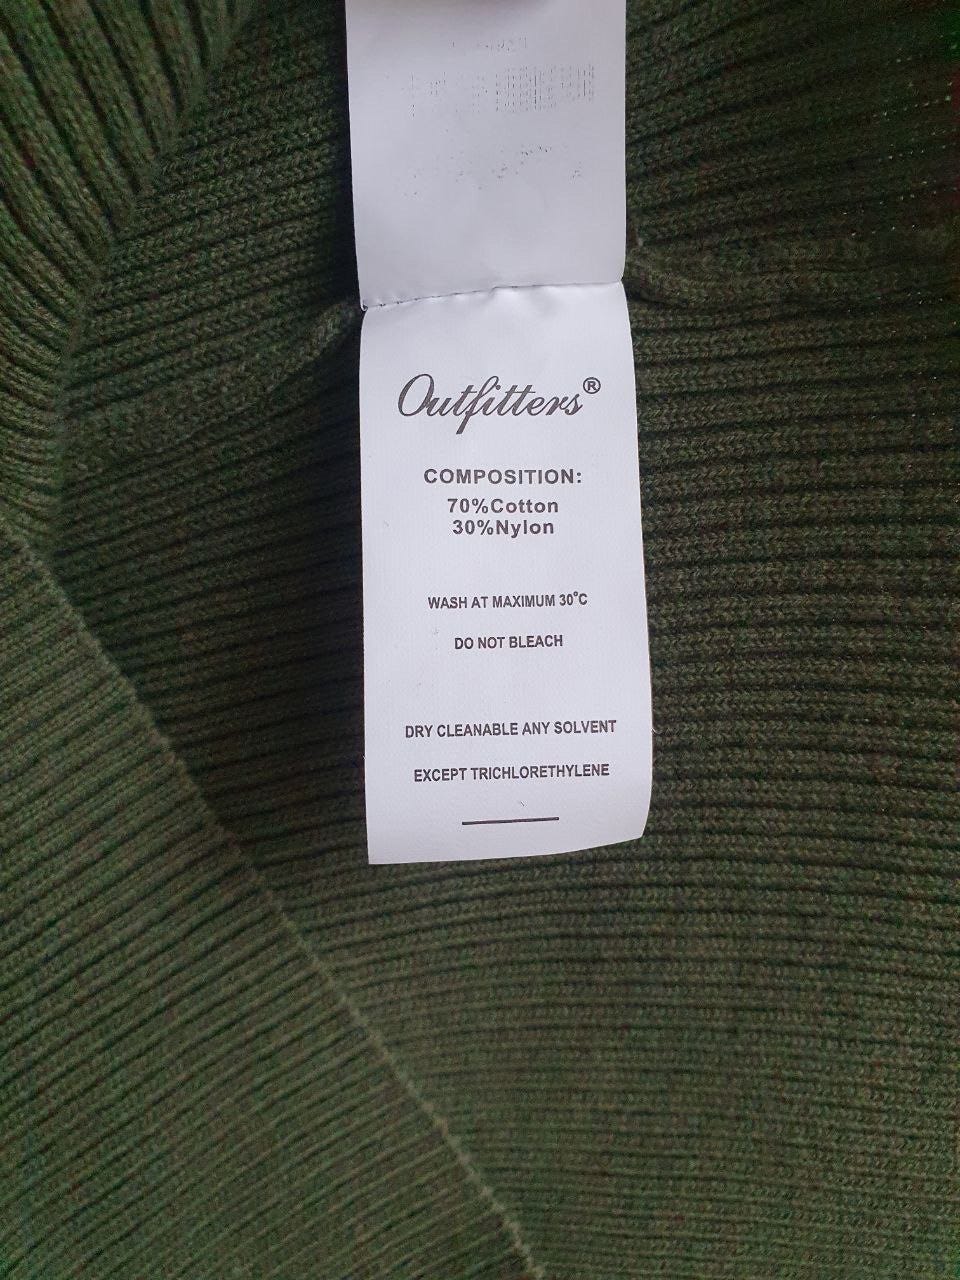 Outfitters®
COMPOSITION:
70%Cotton
30%Nylon
WASH AT MAXIMUM 30°C
DO NOT BLEACH
DRY CLEANABLE ANY SOLVENT
EXCEPT TRICHLORETHYLENE